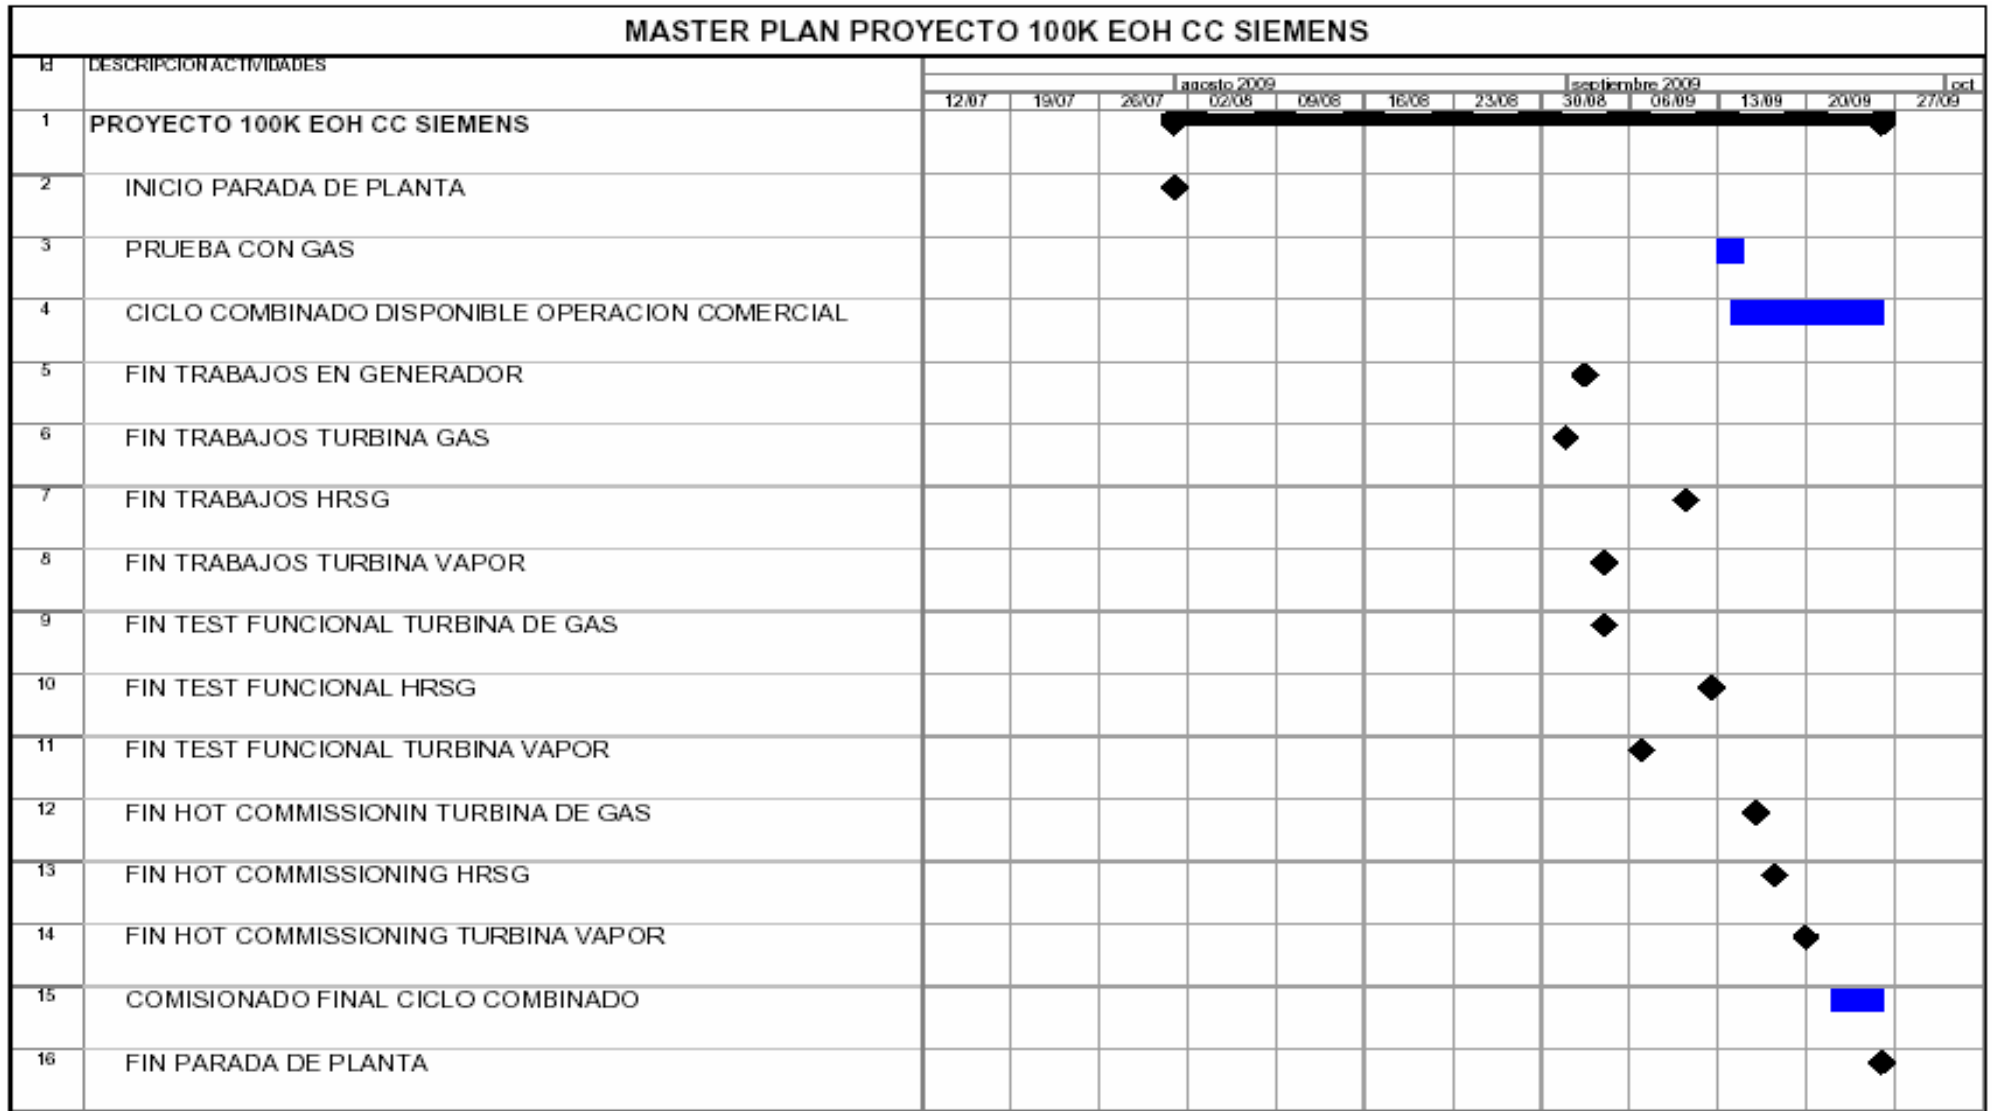 MASTER PLAN PROYECTO 100K EOH CC SIEMENS
Id DESCRIPCION ACTIVIDADES
agosto 2009 septiembre 2009 oct
12/07 19/07 26/07 02/08 09/08 16/08 23/08 30/08 06/09 13/09 20/09 27/09
1 PROYECTO 100K EOH CC SIEMENS
2 INICIO PARADA DE PLANTA
3 PRUEBA CON GAS
4 CICLO COMBINADO DISPONIBLE OPERACION COMERCIAL
5 FIN TRABAJOS EN GENERADOR
6 FIN TRABAJOS TURBINA GAS
7 FIN TRABAJOS HRSG
8 FIN TRABAJOS TURBINA VAPOR
9 FIN TEST FUNCIONAL TURBINA DE GAS
10 FIN TEST FUNCIONAL HRSG
11 FIN TEST FUNCIONAL TURBINA VAPOR
12 FIN HOT COMMISSIONIN TURBINA DE GAS
13 FIN HOT COMMISSIONING HRSG
14 FIN HOT COMMISSIONING TURBINA VAPOR
15 COMISIONADO FINAL CICLO COMBINADO
16 FIN PARADA DE PLANTA